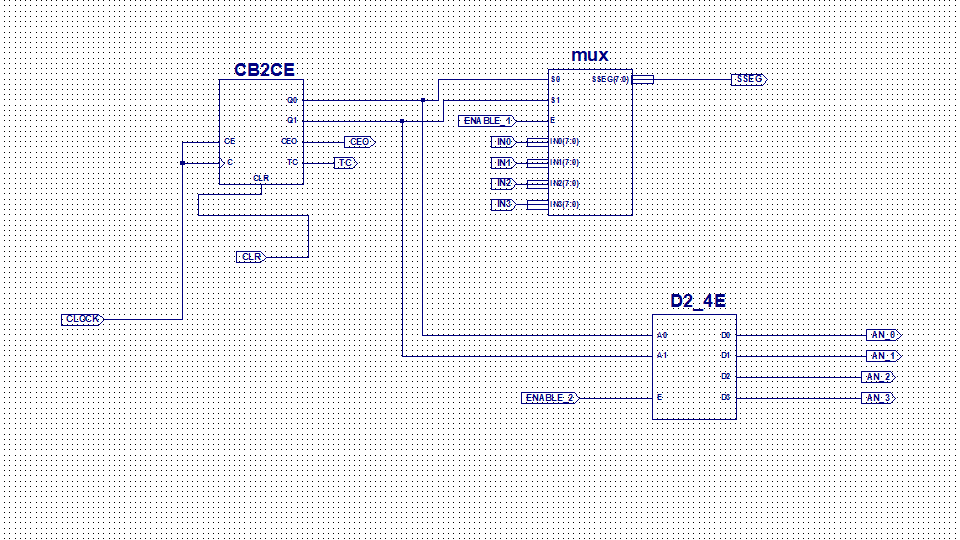 mux
CB2CE
S0 SSEG(7:0) SSEG
Q0 S1
Q1 ENABLE_1 E
CE CEO CEO IN0 IN0(7:0)
C TC TC IN1 IN1(7:0)
CLR IN2 IN2(7:0)
IN3 IN3(7:0)
CLR
D2_4E
CLOCK
A0 D0 AN_0
A1 D1 AN_1
D2 AN_2
ENABLE_2 E D3 AN_3